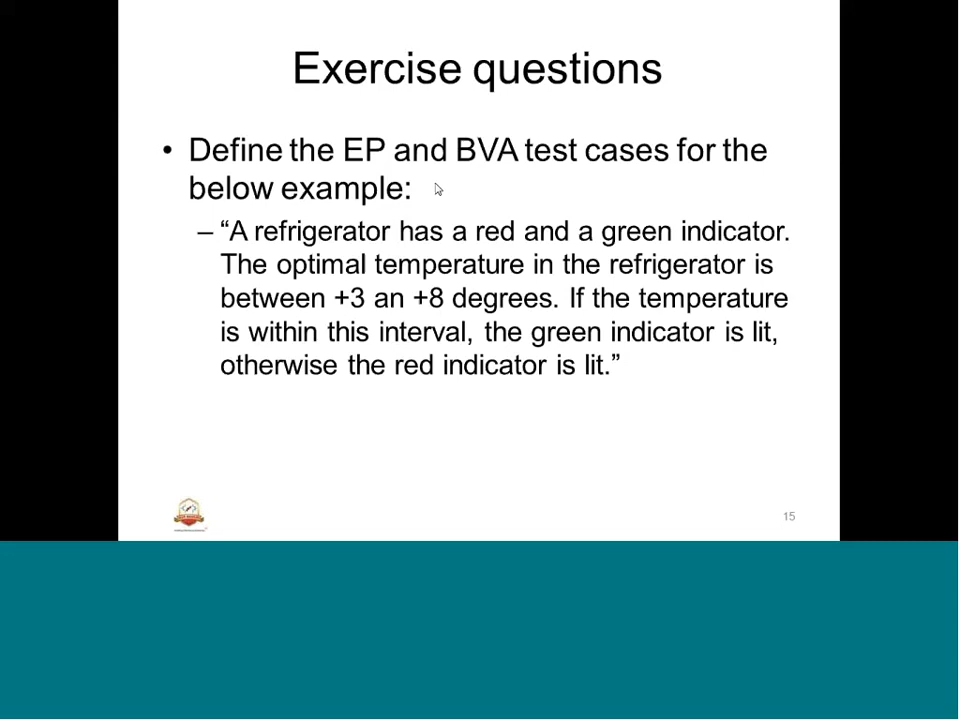 Exercise questions
• Define the EP and BVA test cases for the
below example:
– “A refrigerator has a red and a green indicator.
The optimal temperature in the refrigerator is
between +3 an +8 degrees. If the temperature
is within this interval, the green indicator is lit,
otherwise the red indicator is lit.”
15